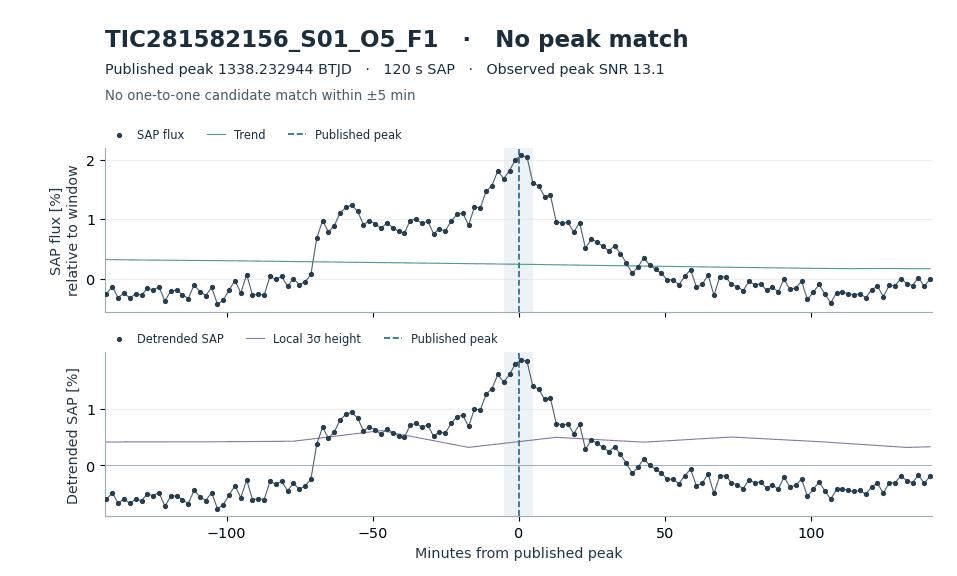 TIC281582156_S01_O5_F1 · No peak match
Published peak 1338.232944 BTJD · 120 s SAP · Observed peak SNR 13.1
No one-to-one candidate match within ±5 min
SAP flux Trend Published peak
SAP flux [%]
relative to window
2
1
0
Detrended SAP Local 3σ height Published peak
Detrended SAP [%]
1
0
−100 −50 0 50 100
Minutes from published peak